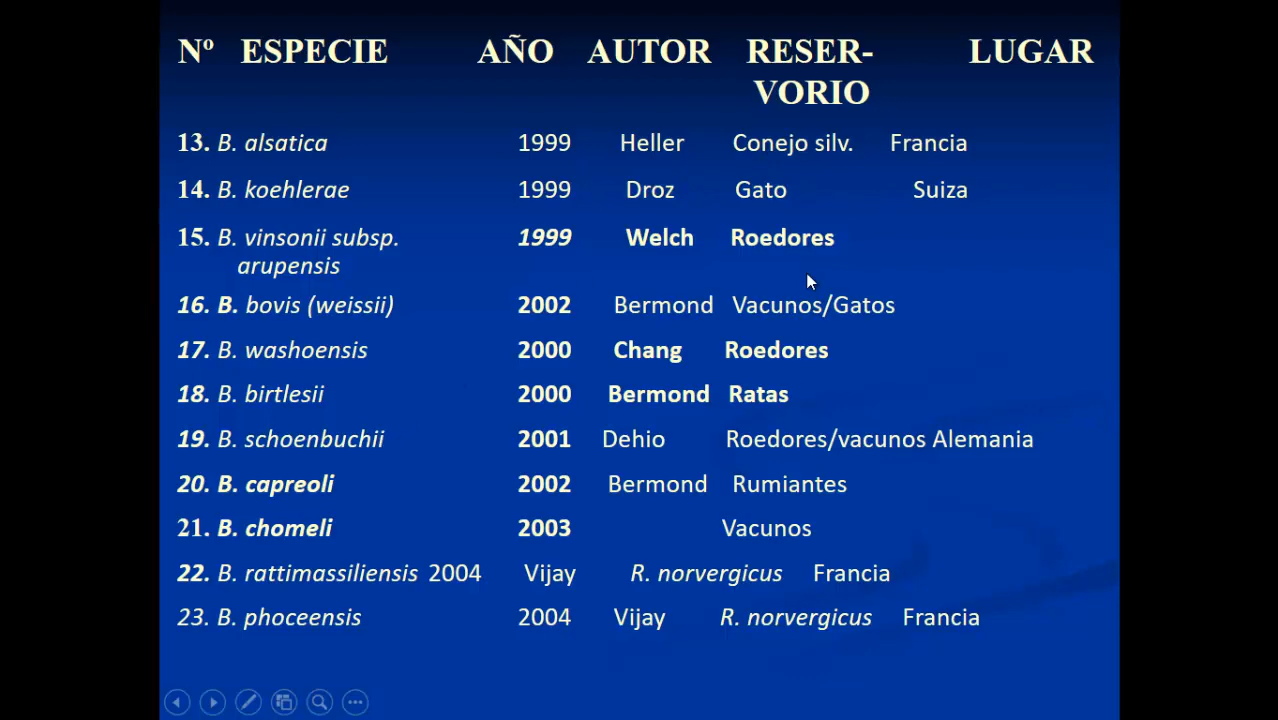 Nº ESPECIE AÑO AUTOR RESER- LUGAR
VORIO
13. B. alsatica 1999 Heller Conejo silv. Francia
14. B. koehlerae 1999 Droz Gato Suiza
15. B. vinsonii subsp. 1999 Welch Roedores
arupensis
16. B. bovis (weissii) 2002 Bermond Vacunos/Gatos
17. B. washoensis 2000 Chang Roedores
18. B. birtlesii 2000 Bermond Ratas
19. B. schoenbuchii 2001 Dehio Roedores/vacunos Alemania
20. B. capreoli 2002 Bermond Rumiantes
21. B. chomeli 2003 Vacunos
22. B. rattimassiliensis 2004 Vijay R. norvergicus Francia
23. B. phoceensis 2004 Vijay R. norvergicus Francia